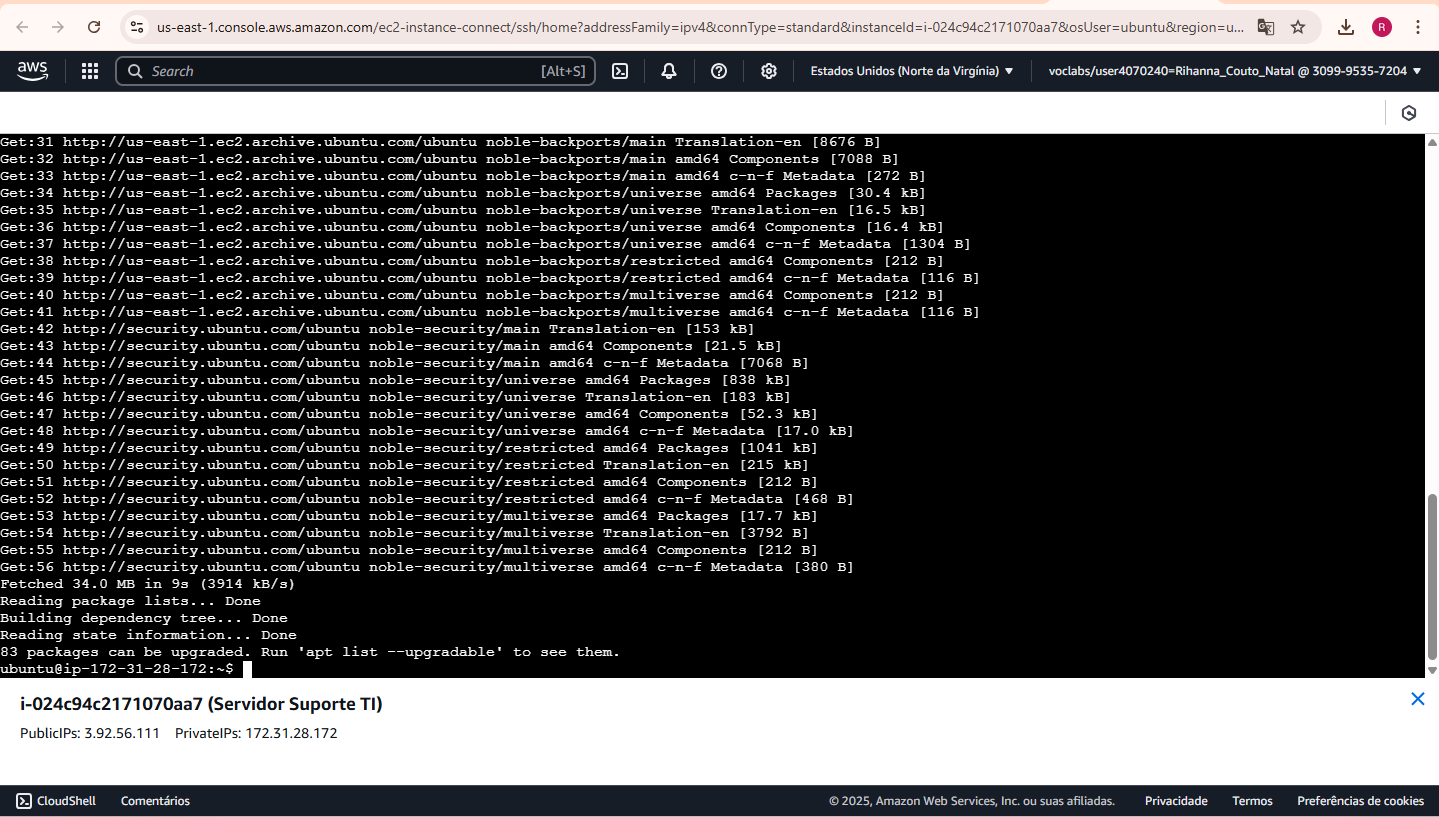 us-east-1.console.aws.amazon.com/ec2-instance-connect/ssh/home?addressFamily=ipv4&connType=standard&instanceId=i-024c94c2171070aa7&osUser=ubuntu&region=u...
R
aws
Search [Alt+S]
Estados Unidos (Norte da Virgínia)
voclabs/user4070240=Rihanna_Couto_Natal @ 3099-9535-7204
Get:31 http://us-east-1.ec2.archive.ubuntu.com/ubuntu noble-backports/main Translation-en [8676 B]
Get:32 http://us-east-1.ec2.archive.ubuntu.com/ubuntu noble-backports/main amd64 Components [7088 B]
Get:33 http://us-east-1.ec2.archive.ubuntu.com/ubuntu noble-backports/main amd64 c-n-f Metadata [272 B]
Get:34 http://us-east-1.ec2.archive.ubuntu.com/ubuntu noble-backports/universe amd64 Packages [30.4 kB]
Get:35 http://us-east-1.ec2.archive.ubuntu.com/ubuntu noble-backports/universe Translation-en [16.5 kB]
Get:36 http://us-east-1.ec2.archive.ubuntu.com/ubuntu noble-backports/universe amd64 Components [16.4 kB]
Get:37 http://us-east-1.ec2.archive.ubuntu.com/ubuntu noble-backports/universe amd64 c-n-f Metadata [1304 B]
Get:38 http://us-east-1.ec2.archive.ubuntu.com/ubuntu noble-backports/restricted amd64 Components [212 B]
Get:39 http://us-east-1.ec2.archive.ubuntu.com/ubuntu noble-backports/restricted amd64 c-n-f Metadata [116 B]
Get:40 http://us-east-1.ec2.archive.ubuntu.com/ubuntu noble-backports/multiverse amd64 Components [212 B]
Get:41 http://us-east-1.ec2.archive.ubuntu.com/ubuntu noble-backports/multiverse amd64 c-n-f Metadata [116 B]
Get:42 http://security.ubuntu.com/ubuntu noble-security/main Translation-en [153 kB]
Get:43 http://security.ubuntu.com/ubuntu noble-security/main amd64 Components [21.5 kB]
Get:44 http://security.ubuntu.com/ubuntu noble-security/main amd64 c-n-f Metadata [7068 B]
Get:45 http://security.ubuntu.com/ubuntu noble-security/universe amd64 Packages [838 kB]
Get:46 http://security.ubuntu.com/ubuntu noble-security/universe Translation-en [183 kB]
Get:47 http://security.ubuntu.com/ubuntu noble-security/universe amd64 Components [52.3 kB]
Get:48 http://security.ubuntu.com/ubuntu noble-security/universe amd64 c-n-f Metadata [17.0 kB]
Get:49 http://security.ubuntu.com/ubuntu noble-security/restricted amd64 Packages [1041 kB]
Get:50 http://security.ubuntu.com/ubuntu noble-security/restricted Translation-en [215 kB]
Get:51 http://security.ubuntu.com/ubuntu noble-security/restricted amd64 Components [212 B]
Get:52 http://security.ubuntu.com/ubuntu noble-security/restricted amd64 c-n-f Metadata [468 B]
Get:53 http://security.ubuntu.com/ubuntu noble-security/multiverse amd64 Packages [17.7 kB]
Get:54 http://security.ubuntu.com/ubuntu noble-security/multiverse Translation-en [3792 B]
Get:55 http://security.ubuntu.com/ubuntu noble-security/multiverse amd64 Components [212 B]
Get:56 http://security.ubuntu.com/ubuntu noble-security/multiverse amd64 c-n-f Metadata [380 B]
Fetched 34.0 MB in 9s (3914 kB/s)
Reading package lists... Done
Building dependency tree... Done
Reading state information... Done
83 packages can be upgraded. Run 'apt list --upgradable' to see them.
ubuntu@ip-172-31-28-172:~$
i-024c94c2171070aa7 (Servidor Suporte TI)
PublicIPs: 3.92.56.111 PrivateIPs: 172.31.28.172
CloudShell Comentários © 2025, Amazon Web Services, Inc. ou suas afiliadas. Privacidade Termos Preferências de cookies